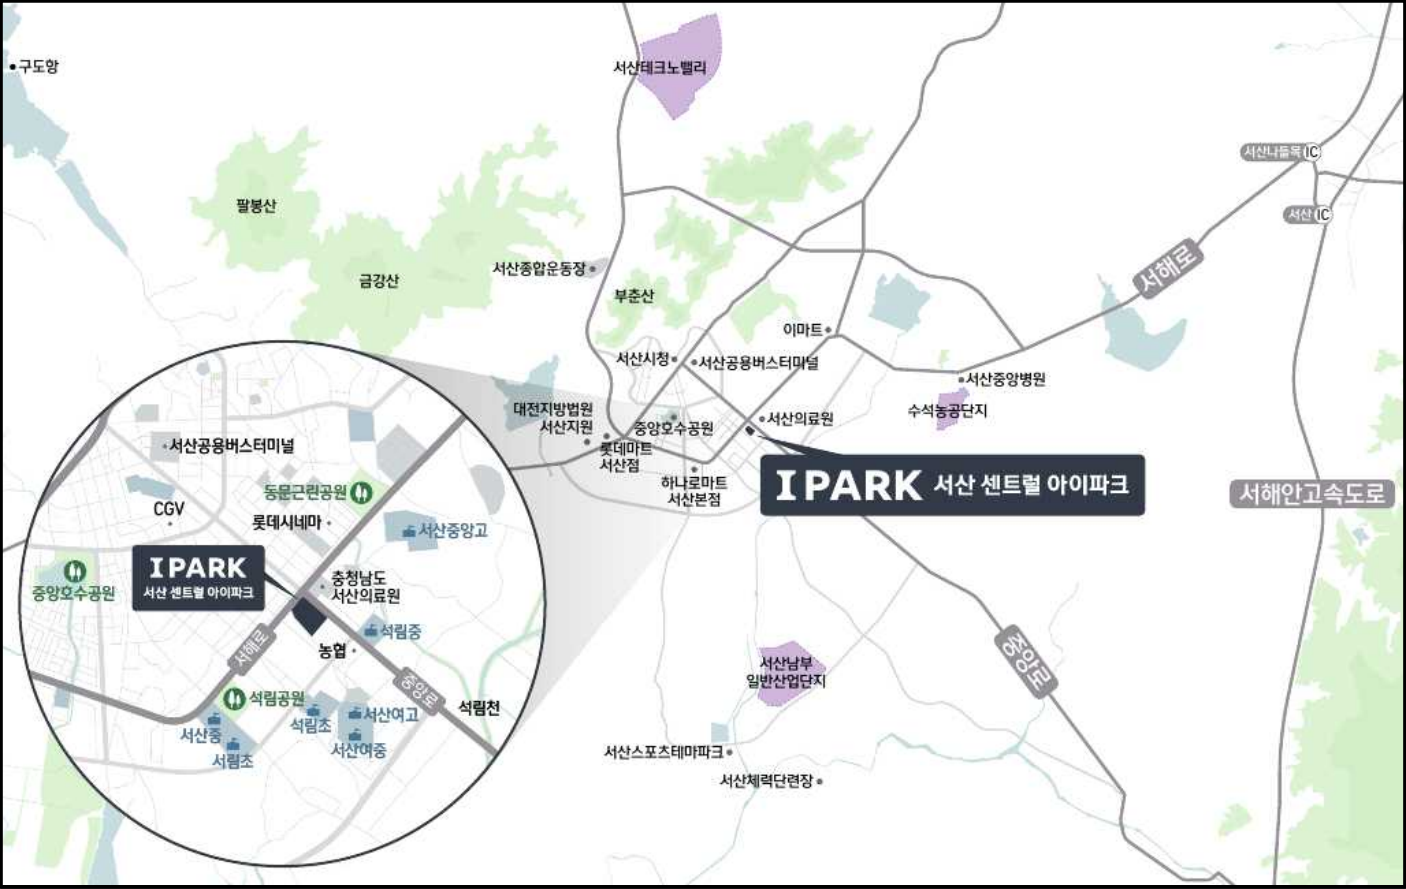 구도항
서산테크노밸리
서산나들목 IC
서산 IC
팔봉산
금강산
서산종합운동장
부춘산
서해로
이마트
서산시청
서산공용버스터미널
서산중앙병원
수석농공단지
대전지방법원
서산지원
중앙호수공원
서산의료원
롯데마트
서산점
하나로마트
서산본점
I PARK 서산 센트럴 아이파크
서해안고속도로
중앙로
서산남부
일반산업단지
서산스포츠테마파크
서산체력단련장
서산공용버스터미널
동문근린공원
CGV
롯데시네마
서산중앙고
I PARK
서산 센트럴 아이파크
중앙호수공원
충청남도
서산의료원
석림중
농협
서해로
중앙로
석림공원
석림천
서산중
서림초
석림초
서산여고
서산여중